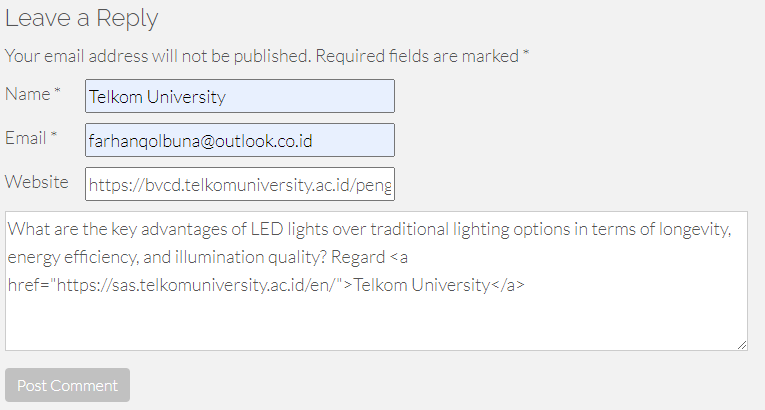 Leave a Reply
Your email address will not be published. Required fields are marked *
Name *
Telkom University
Email *
farhanqolbuna@outlook.co.id
Website
https://bvcd.telkomuniversity.ac.id/peng
What are the key advantages of LED lights over traditional lighting options in terms of longevity,
energy efficiency, and illumination quality? Regard <a
href="https://sas.telkomuniversity.ac.id/en/">Telkom University</a>
Post Comment